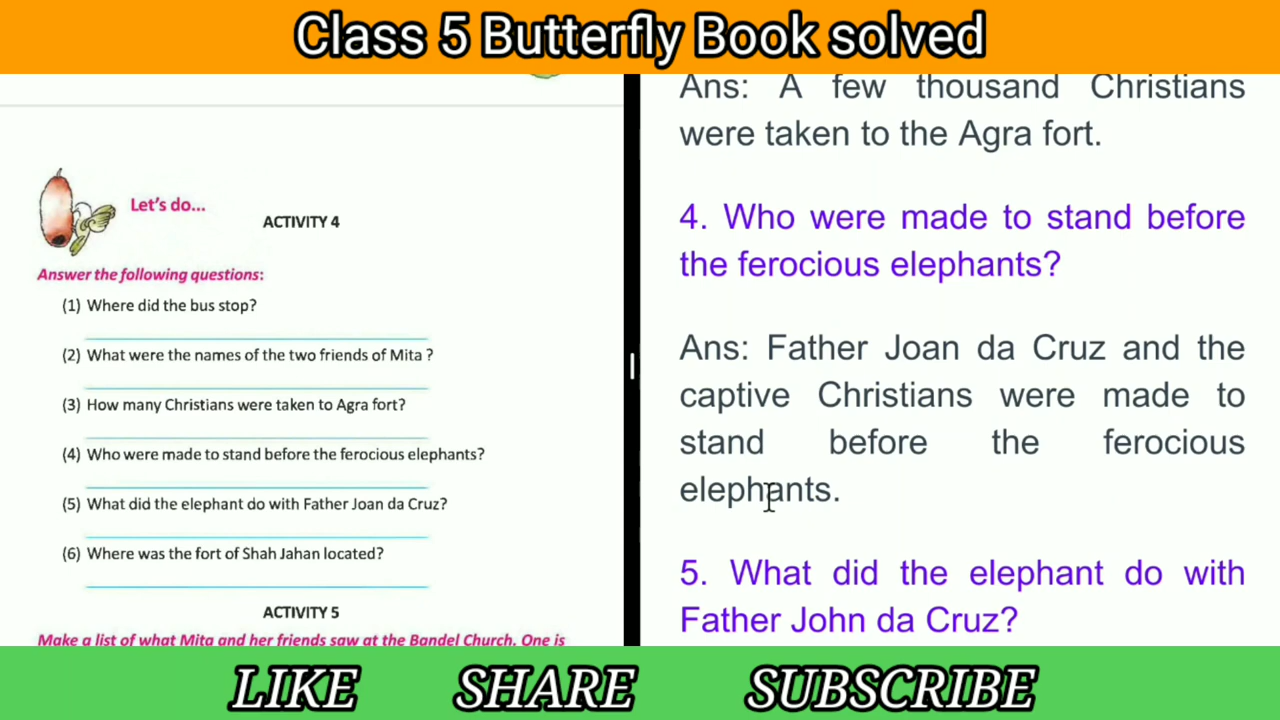 Class 5 Butterfly Book solved
Let's do...
ACTIVITY 4
Answer the following questions:
(1) Where did the bus stop?
(2) What were the names of the two friends of Mita ?
(3) How many Christians were taken to Agra fort?
(4) Who were made to stand before the ferocious elephants?
(5) What did the elephant do with Father Joan da Cruz?
(6) Where was the fort of Shah Jahan located?
ACTIVITY 5
Make a list of what Mita and her friends saw at the Bandel Church. One is
Ans: A few thousand Christians
were taken to the Agra fort.
4. Who were made to stand before
the ferocious elephants?
Ans: Father Joan da Cruz and the
captive Christians were made to
stand before the ferocious
elephants.
5. What did the elephant do with
Father John da Cruz?
LIKE SHARE SUBSCRIBE